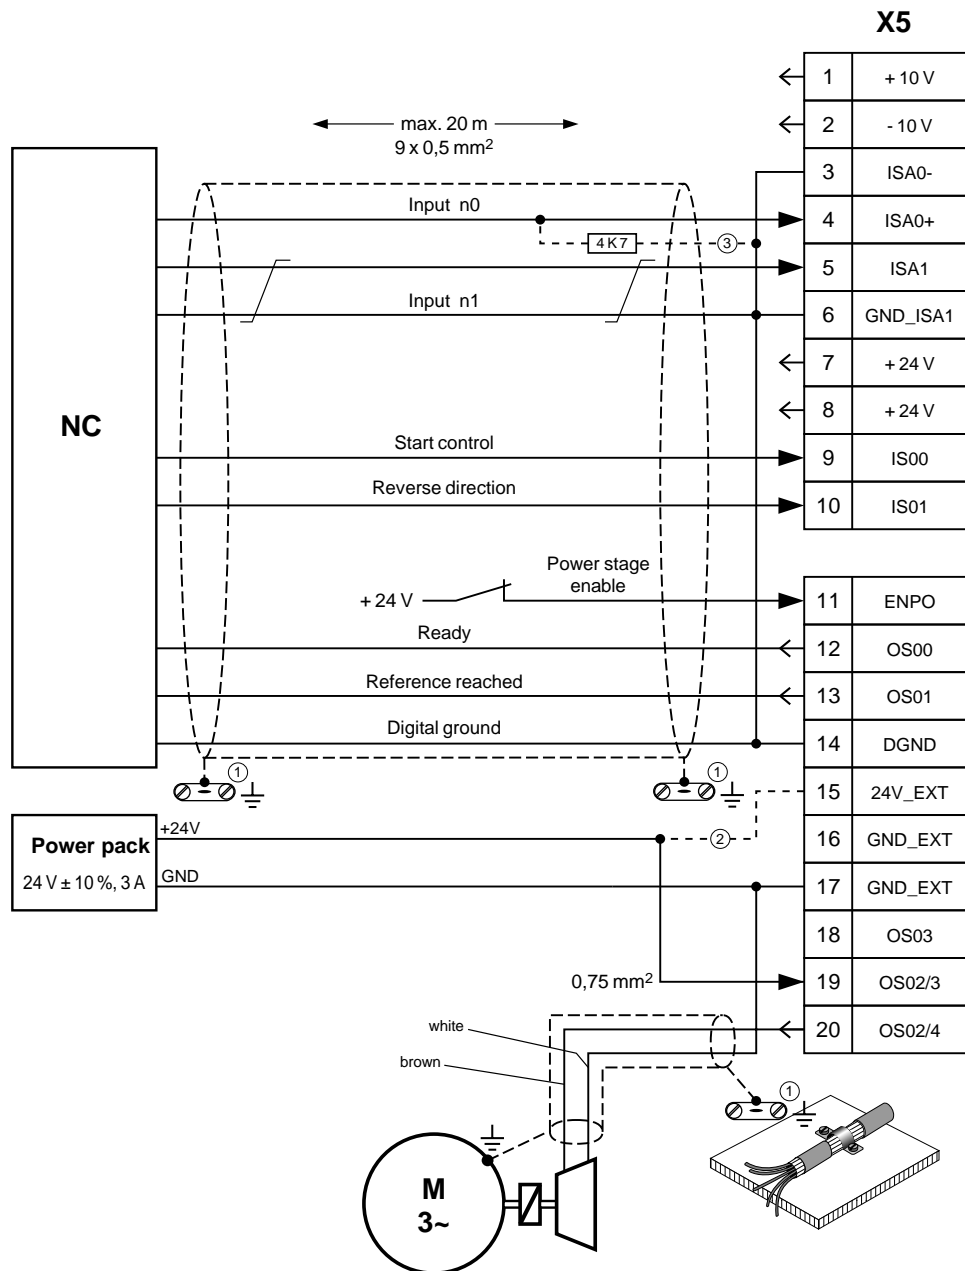 X5
1 + 10 V
2 - 10 V
3 ISA0-
4 ISA0+
5 ISA1
6 GND_ISA1
7 + 24 V
8 + 24 V
9 IS00
10 IS01
11 ENPO
12 OS00
13 OS01
14 DGND
15 24V_EXT
16 GND_EXT
17 GND_EXT
18 OS03
19 OS02/3
20 OS02/4
max. 20 m
9 x 0,5 mm²
NC
Input n0
4K7
3
Input n1
Start control
Reverse direction
Power stage
enable
+ 24 V
Ready
Reference reached
Digital ground
1
1
Power pack
24 V ± 10 %, 3 A
+24V
2
GND
0,75 mm²
white
brown
1
M
3~